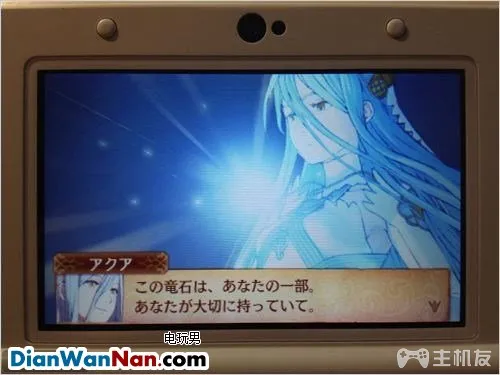 アクア
この竜石は、あなたの一部。
あなたが大切に持っていて。
电玩男
DianWanNan.com
主机友